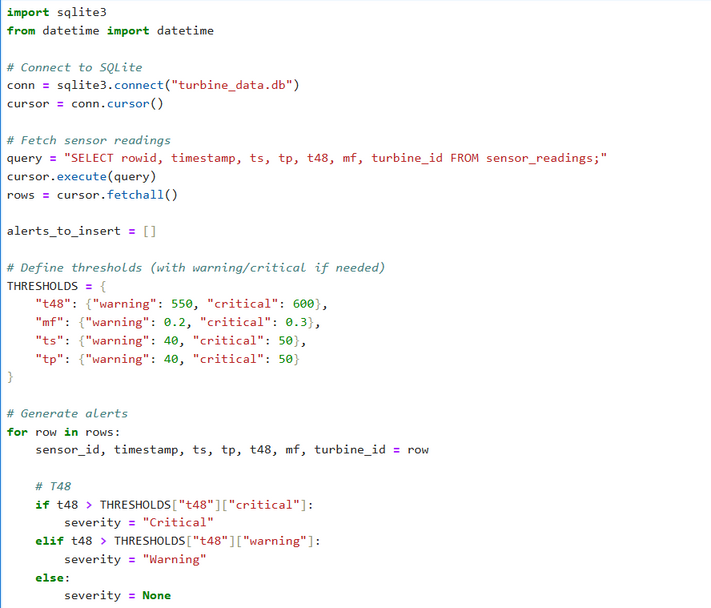 import sqlite3
from datetime import datetime

# Connect to SQLite
conn = sqlite3.connect("turbine_data.db")
cursor = conn.cursor()

# Fetch sensor readings
query = "SELECT rowid, timestamp, ts, tp, t48, mf, turbine_id FROM sensor_readings;"
cursor.execute(query)
rows = cursor.fetchall()

alerts_to_insert = []

# Define thresholds (with warning/critical if needed)
THRESHOLDS = {
    "t48": {"warning": 550, "critical": 600},
    "mf": {"warning": 0.2, "critical": 0.3},
    "ts": {"warning": 40, "critical": 50},
    "tp": {"warning": 40, "critical": 50}
}

# Generate alerts
for row in rows:
    sensor_id, timestamp, ts, tp, t48, mf, turbine_id = row

    # T48
    if t48 > THRESHOLDS["t48"]["critical"]:
        severity = "Critical"
    elif t48 > THRESHOLDS["t48"]["warning"]:
        severity = "Warning"
    else:
        severity = None